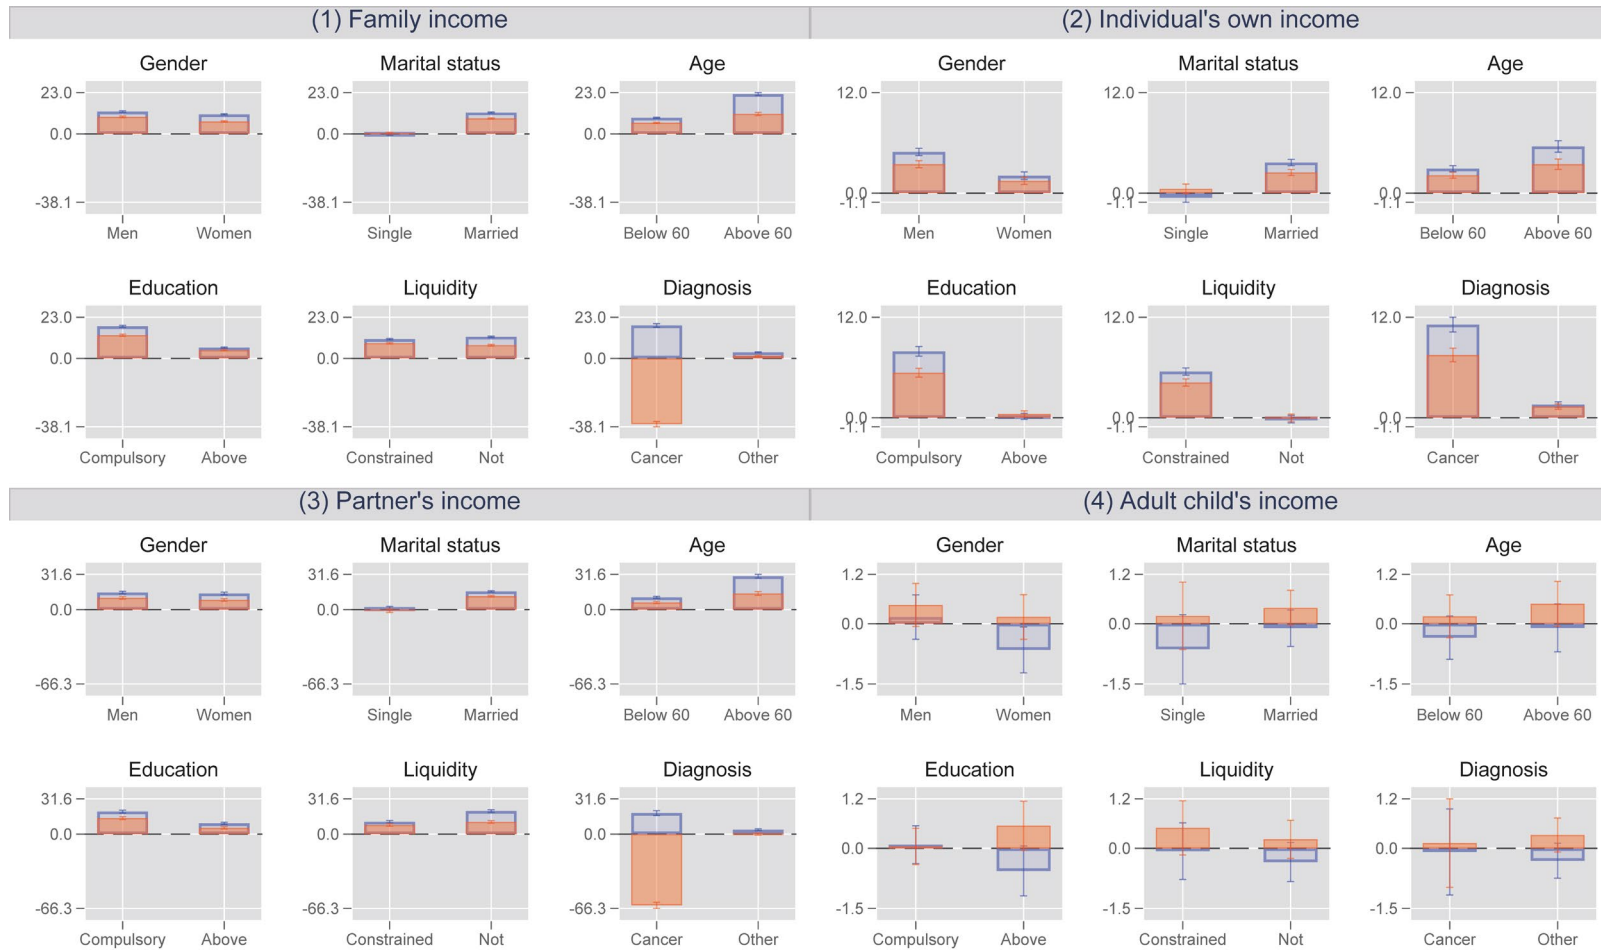 (1) Family income
(2) Individual's own income
Gender
Marital status
Age
Gender
Marital status
Age
23.0
0.0
-38.1
23.0
0.0
-38.1
23.0
0.0
-38.1
12.0
0.0
-1.1
12.0
0.0
-1.1
12.0
0.0
-1.1
Men Women
Single Married
Below 60 Above 60
Men Women
Single Married
Below 60 Above 60
Education
Liquidity
Diagnosis
Education
Liquidity
Diagnosis
23.0
0.0
-38.1
23.0
0.0
-38.1
23.0
0.0
-38.1
12.0
0.0
-1.1
12.0
0.0
-1.1
12.0
0.0
-1.1
Compulsory Above
Constrained Not
Cancer Other
Compulsory Above
Constrained Not
Cancer Other
(3) Partner's income
(4) Adult child's income
Gender
Marital status
Age
Gender
Marital status
Age
31.6
0.0
-66.3
31.6
0.0
-66.3
31.6
0.0
-66.3
1.2
0.0
-1.5
1.2
0.0
-1.5
1.2
0.0
-1.5
Men Women
Single Married
Below 60 Above 60
Men Women
Single Married
Below 60 Above 60
Education
Liquidity
Diagnosis
Education
Liquidity
Diagnosis
31.6
0.0
-66.3
31.6
0.0
-66.3
31.6
0.0
-66.3
1.2
0.0
-1.5
1.2
0.0
-1.5
1.2
0.0
-1.5
Compulsory Above
Constrained Not
Cancer Other
Compulsory Above
Constrained Not
Cancer Other